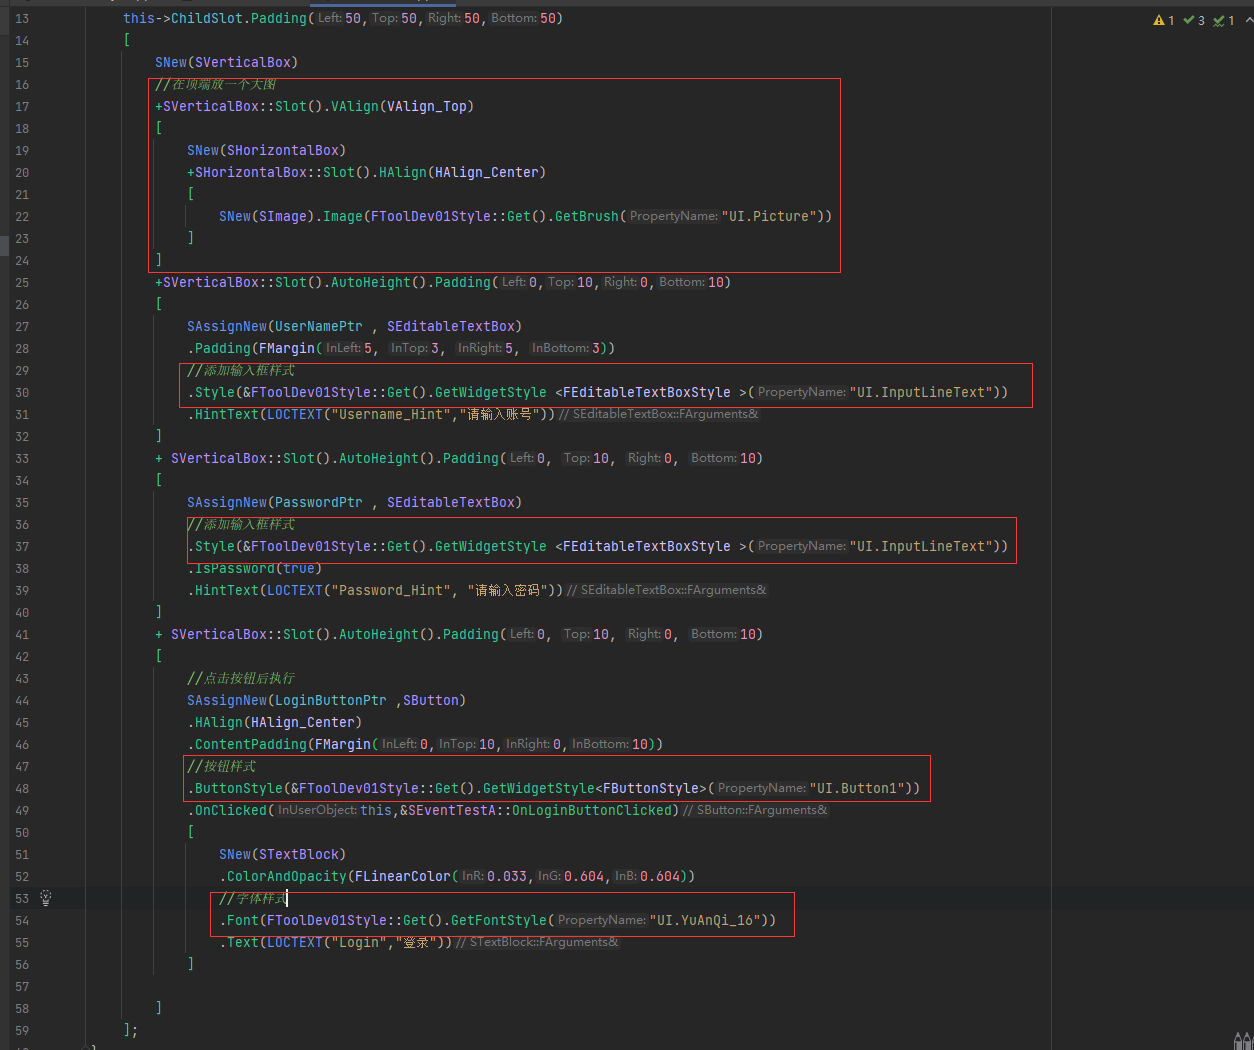 13 this->ChildSlot.Padding(Left:50,Top:50,Right:50,Bottom:50)
14 [
15 SNew(SVerticalBox)
16 //在顶端放一个大图
17 +SVerticalBox::Slot().VAlign(VAlign_Top)
18 [
19 SNew(SHorizontalBox)
20 +SHorizontalBox::Slot().HAlign(HAlign_Center)
21 [
22 SNew(SImage).Image(FToolDev01Style::Get().GetBrush(PropertyName:"UI.Picture"))
23 ]
24 ]
25 +SVerticalBox::Slot().AutoHeight().Padding(Left:0,Top:10,Right:0,Bottom:10)
26 [
27 SAssignNew(UserNamePtr , SEditableTextBox)
28 .Padding(FMargin(InLeft:5, InTop:3, InRight:5, InBottom:3))
29 //添加输入框样式
30 .Style(&FToolDev01Style::Get().GetWidgetStyle <FEditableTextBoxStyle >(PropertyName:"UI.InputLineText"))
31 .HintText(LOCTEXT("Username_Hint","请输入账号")) // SEditableTextBox::FArguments&
32 ]
33 + SVerticalBox::Slot().AutoHeight().Padding(Left:0, Top:10, Right:0, Bottom:10)
34 [
35 SAssignNew(PasswordPtr , SEditableTextBox)
36 //添加输入框样式
37 .Style(&FToolDev01Style::Get().GetWidgetStyle <FEditableTextBoxStyle >(PropertyName:"UI.InputLineText"))
38 .IsPassword(true)
39 .HintText(LOCTEXT("Password_Hint", "请输入密码")) // SEditableTextBox::FArguments&
40 ]
41 + SVerticalBox::Slot().AutoHeight().Padding(Left:0, Top:10, Right:0, Bottom:10)
42 [
43 //点击按钮后执行
44 SAssignNew(LoginButtonPtr ,SButton)
45 .HAlign(HAlign_Center)
46 .ContentPadding(FMargin(InLeft:0,InTop:10,InRight:0,InBottom:10))
47 //按钮样式
48 .ButtonStyle(&FToolDev01Style::Get().GetWidgetStyle<FButtonStyle>(PropertyName:"UI.Button1"))
49 .OnClicked(InUserObject:this,&SEventTestA::OnLoginButtonClicked) // SButton::FArguments&
50 [
51 SNew(STextBlock)
52 .ColorAndOpacity(FLinearColor(InR:0.033,InG:0.604,InB:0.604))
53 //字体样式
54 .Font(FToolDev01Style::Get().GetFontStyle(PropertyName:"UI.YuAnQi_16"))
55 .Text(LOCTEXT("Login","登录")) // STextBlock::FArguments&
56 ]
57
58 ]
59 ];
1 3 1